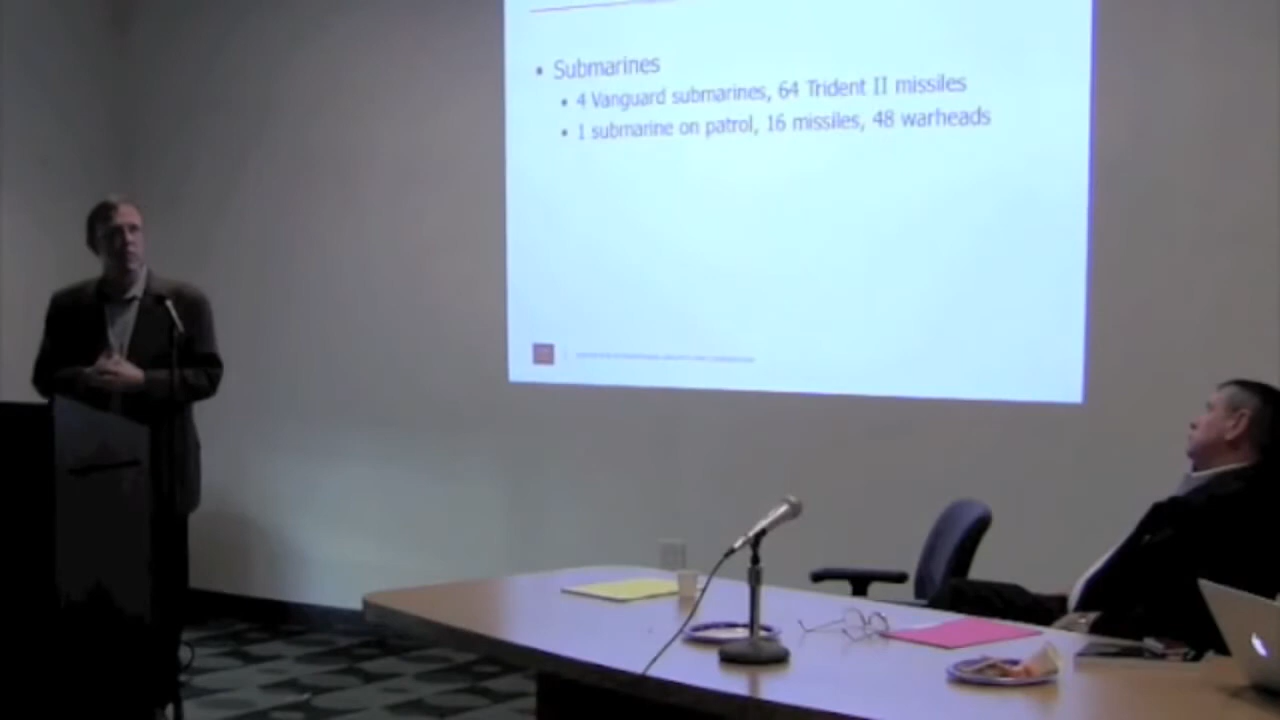 • Submarines
• 4 Vanguard submarines, 64 Trident II missiles
• 1 submarine on patrol, 16 missiles, 48 warheads